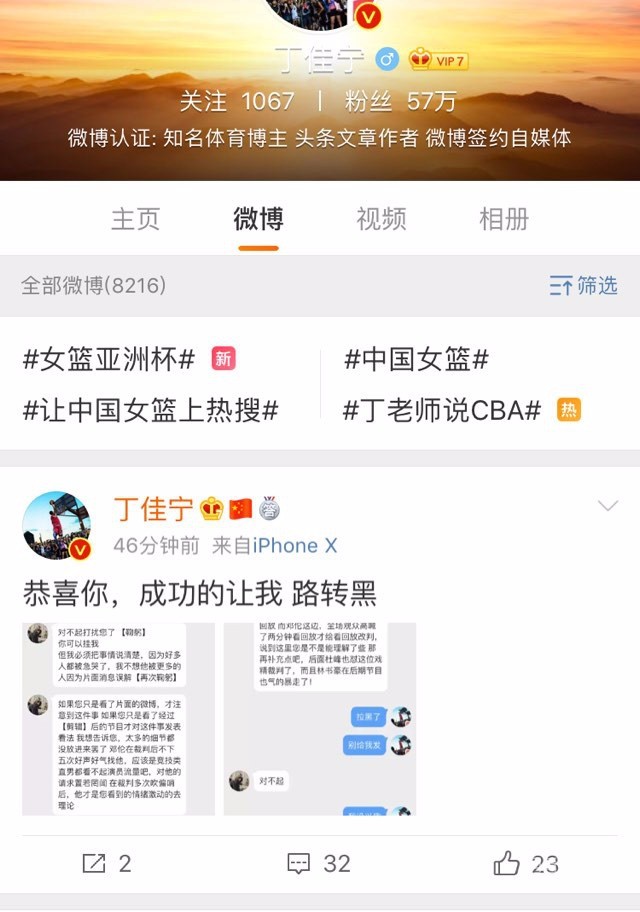 丁佳宁 VIP 7
关注 1067 | 粉丝 57万
微博认证: 知名体育博主 头条文章作者 微博签约自媒体
主页 微博 视频 相册
全部微博(8216) 筛选
#女篮亚洲杯# 新 #中国女篮#
#让中国女篮上热搜# #丁老师说CBA# 热
丁佳宁
46分钟前 来自iPhone X
恭喜你，成功的让我 路转黑
对不起打扰您了 【鞠躬】
你可以挂我
但我必须把事情说清楚，因为好多
人都被急哭了，我不想他被更多的
人因为片面消息误解【再次鞠躬】
如果您只是看了片面的微博，才注
意到这件事 如果您只是看了经过
【剪辑】后的节目才对这件事发表
看法 我想告诉您，太多的细节都
没放进来罢了 邓伦在裁判后不下
五次好声好气找他，应该是竞技类
直男都看不起演员流量吧，对他的
请求置若罔闻 在裁判多次吹偏哨
后，他才是您看到的情绪激动的去
理论
回放 而邓伦这边，全场观众高喊
了两分钟看回放才给看回放改判，
说到这里您是不是能理解了些 那
再补充点吧，后面杜峰也怼这位戏
精裁判了，而且林书豪在后期节目
也气的暴走了！
拉黑了
别给我发
对不起
2 32 23